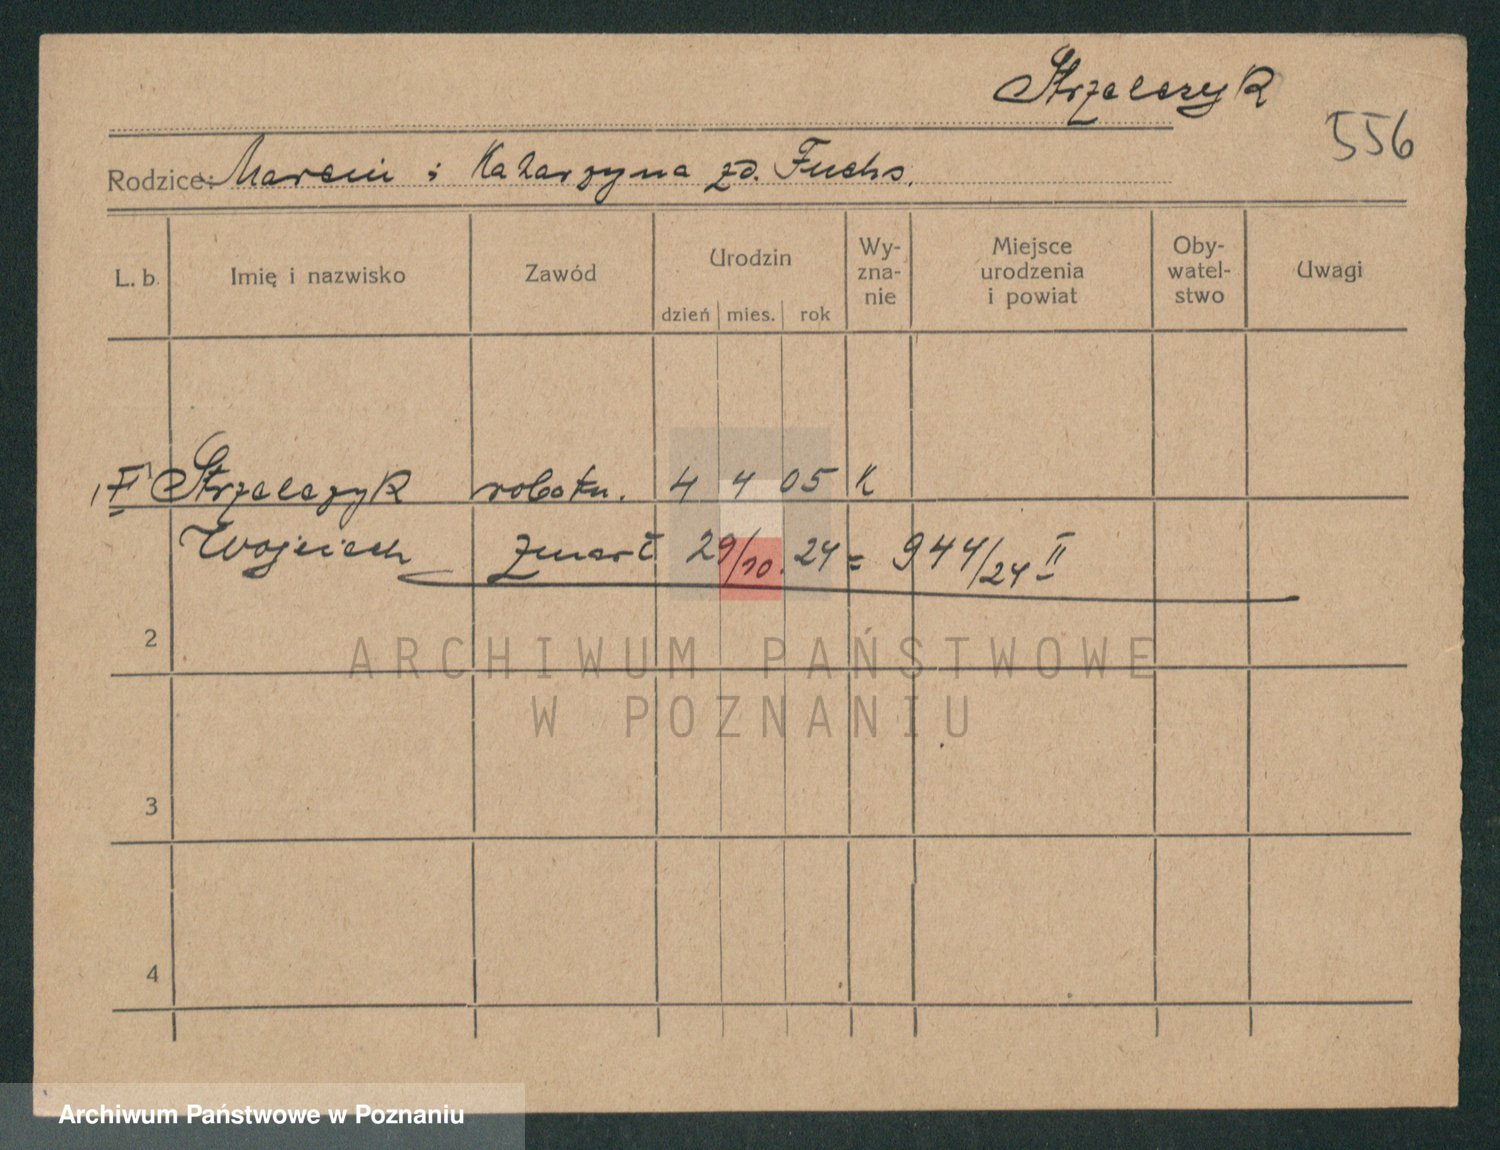 Strzelczyk
556
Rodzice: Marcin i Katarzyna zd. Fuchs.
L. b. Imię i nazwisko Zawód Urodzin dzień mies. rok Wy-zna-nie Miejsce urodzenia i powiat Oby-watel-stwo Uwagi
Strzelczyk robotn. 4 4 05 K
Wojciech zmarł 29/10. 24 = 944/24 II
2
ARCHIWUM PAŃSTWOWE
W POZNANIU
3
4
Archiwum Państwowe w Poznaniu